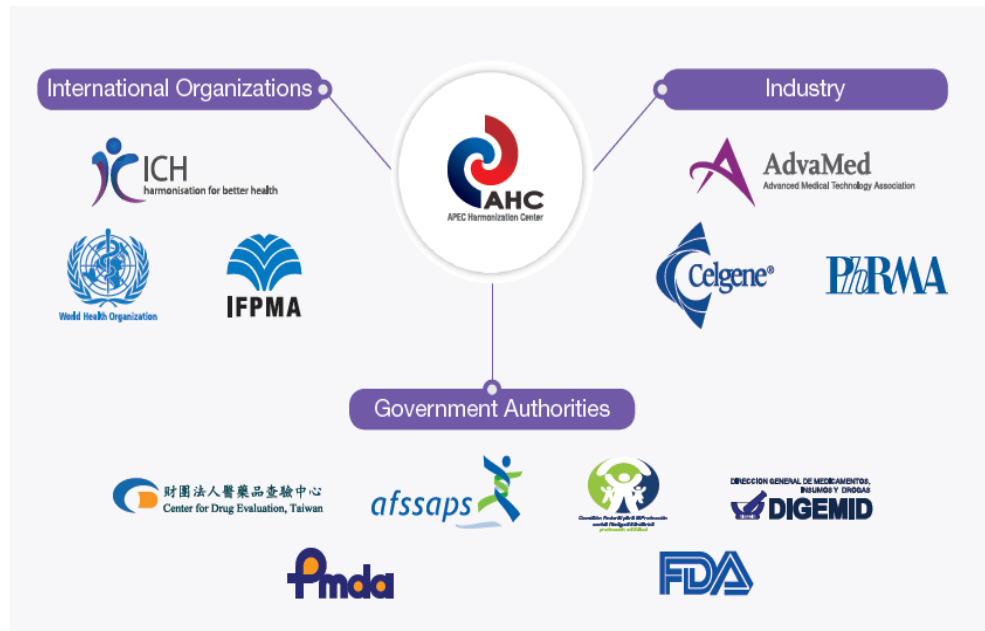 International Organizations
Industry
AHC
APEC Harmonization Center
ICH
harmonisation for better health
AdvaMed
Advanced Medical Technology Association
World Health Organization
IFPMA
Celgene®
PhRMA
Government Authorities
財團法人醫藥品查驗中心
Center for Drug Evaluation, Taiwan
afssaps
DIRECCION GENERAL DE MEDICAMENTOS,
INSUMOS Y DROGAS
DIGEMID
Pmda
FDA